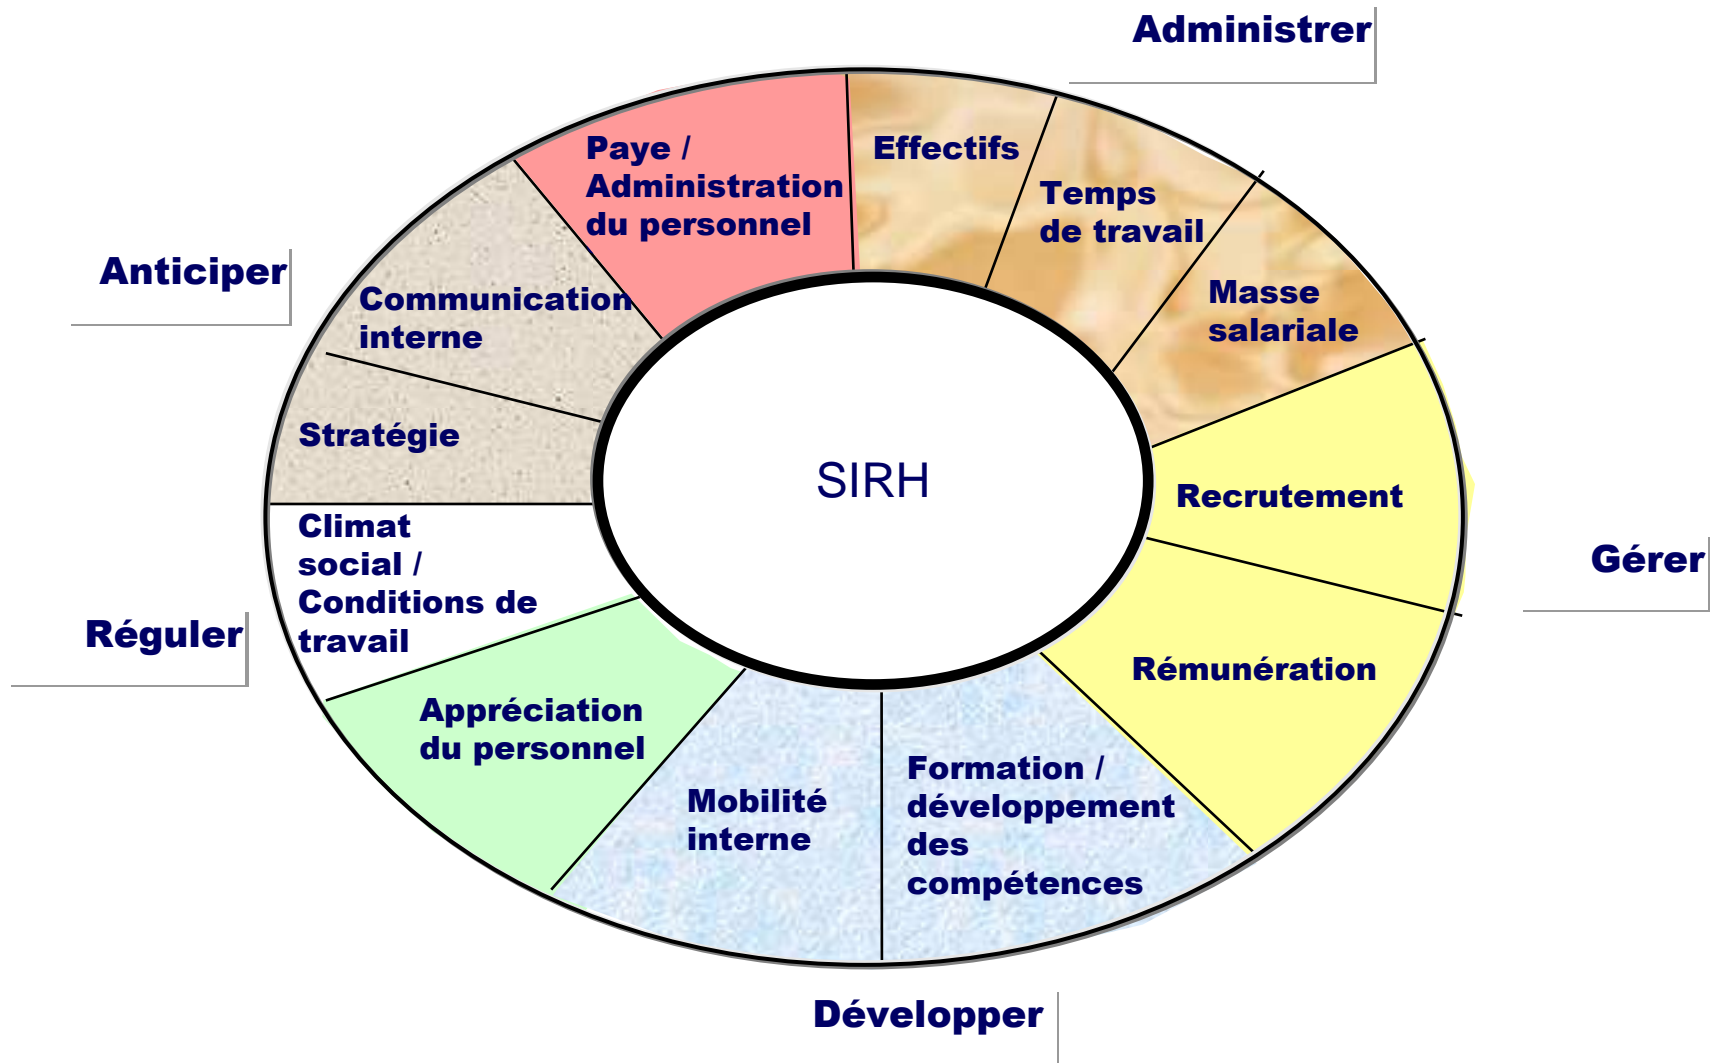 Administrer
Paye /
Administration
du personnel
Effectifs
Temps
de travail
Masse
salariale
Anticiper
Communication
interne
Stratégie
SIRH
Recrutement
Gérer
Rémunération
Climat
social /
Conditions de
travail
Réguler
Appréciation
du personnel
Mobilité
interne
Formation /
développement
des
compétences
Développer